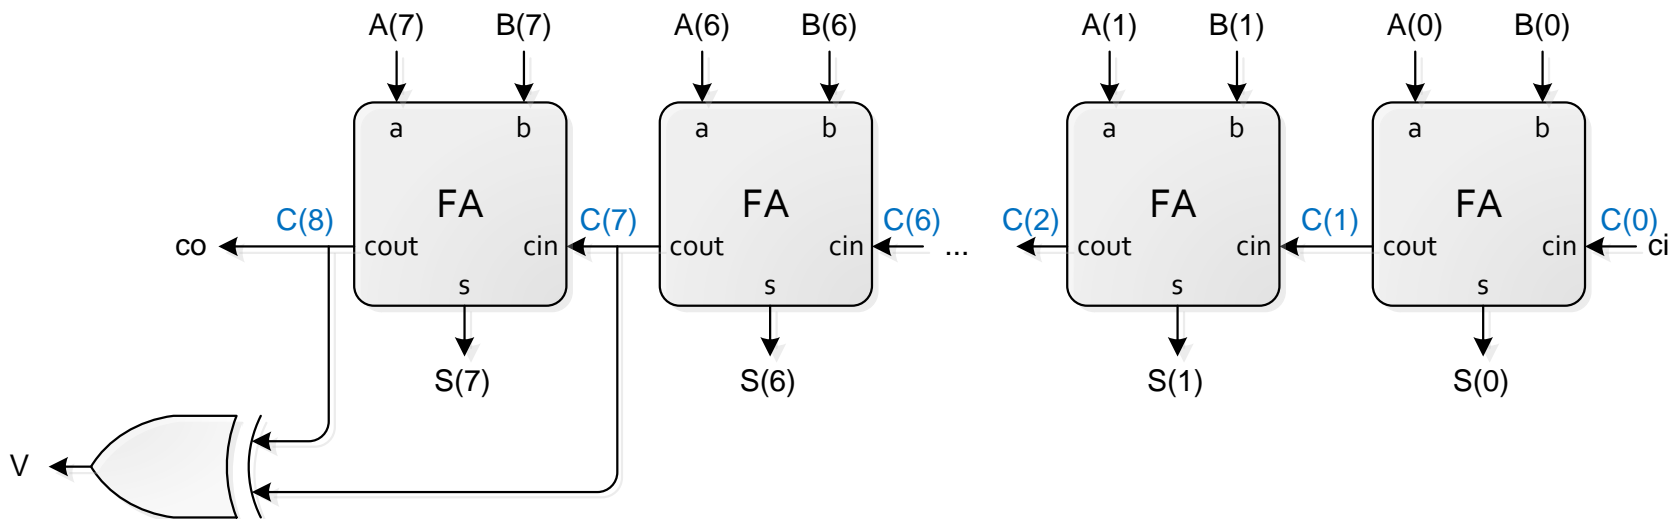 A(7) B(7) A(6) B(6) A(1) B(1) A(0) B(0)
a b a b a b a b
FA FA FA FA
C(8) C(7) C(6) C(2) C(1) C(0)
co cout cin cout cin ... cout cin cout cin ci
s s s s
S(7) S(6) S(1) S(0)
V